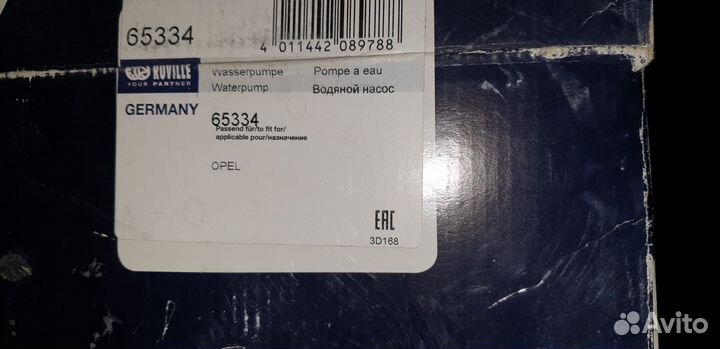 65334
4 011442 089788
RUVILLE
YOUR PARTNER
GERMANY
Wasserpumpe Pompe a eau
Waterpump Водяной насос
65334
Passend für/to fit for/
applicable pour/назначение
OPEL
EAC
3D168
Avito